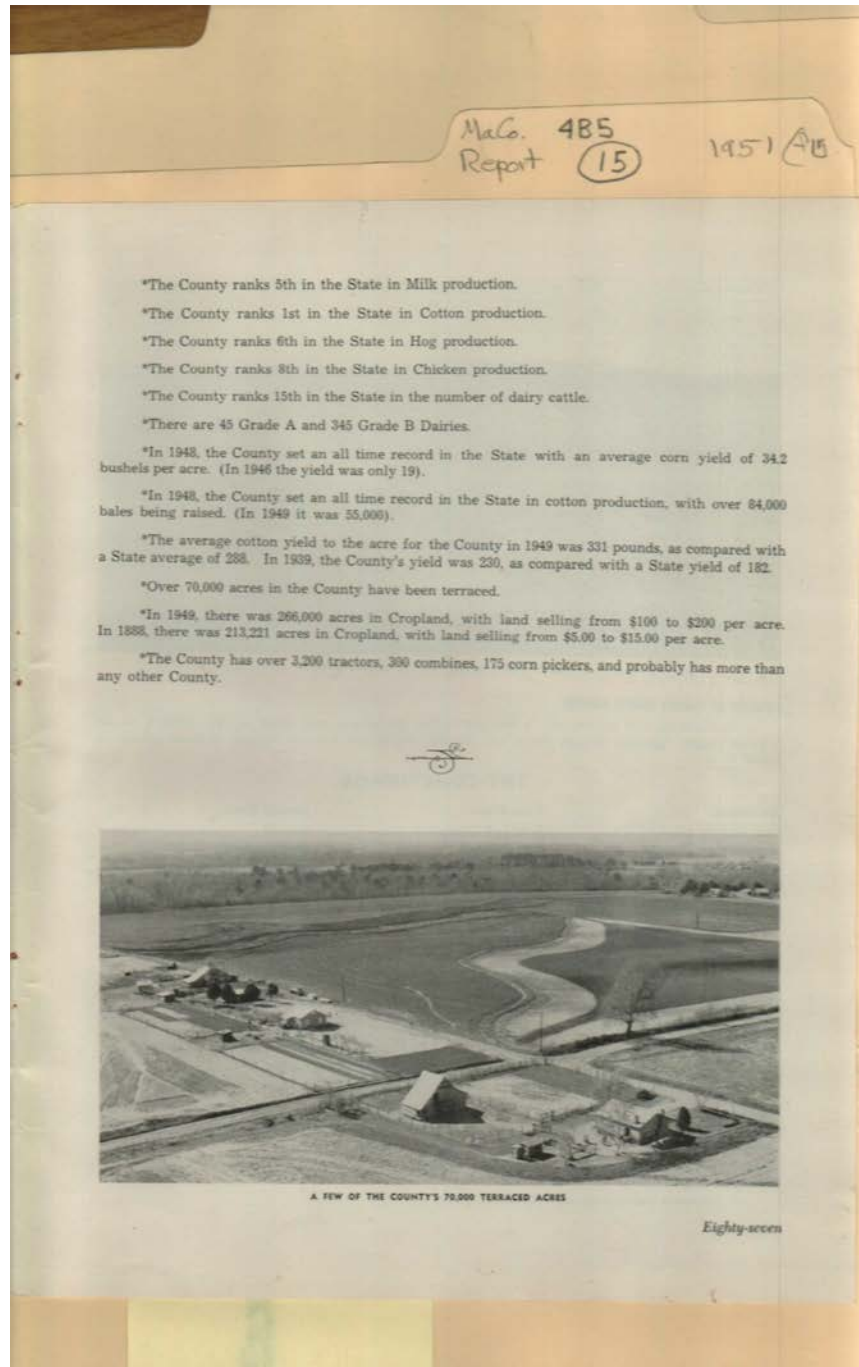 MaCo. 4B5
Report 15
1951
*The County ranks 5th in the State in Milk production.
*The County ranks 1st in the State in Cotton production.
*The County ranks 6th in the State in Hog production.
*The County ranks 8th in the State in Chicken production.
*The County ranks 15th in the State in the number of dairy cattle.
*There are 45 Grade A and 345 Grade B Dairies.
*In 1948, the County set an all time record in the State with an average corn yield of 34.2
bushels per acre. (In 1946 the yield was only 19).
*In 1948, the County set an all time record in the State in cotton production, with over 84,000
bales being raised. (In 1949 it was 55,000).
*The average cotton yield to the acre for the County in 1949 was 331 pounds, as compared with
a State average of 288. In 1939, the County's yield was 230, as compared with a State yield of 182.
*Over 70,000 acres in the County have been terraced.
*In 1949, there was 266,000 acres in Cropland, with land selling from $100 to $200 per acre.
In 1888, there was 213,221 acres in Cropland, with land selling from $5.00 to $15.00 per acre.
*The County has over 3,200 tractors, 300 combines, 175 corn pickers, and probably has more than
any other County.
A FEW OF THE COUNTY'S 70,000 TERRACED ACRES
Eighty-seven